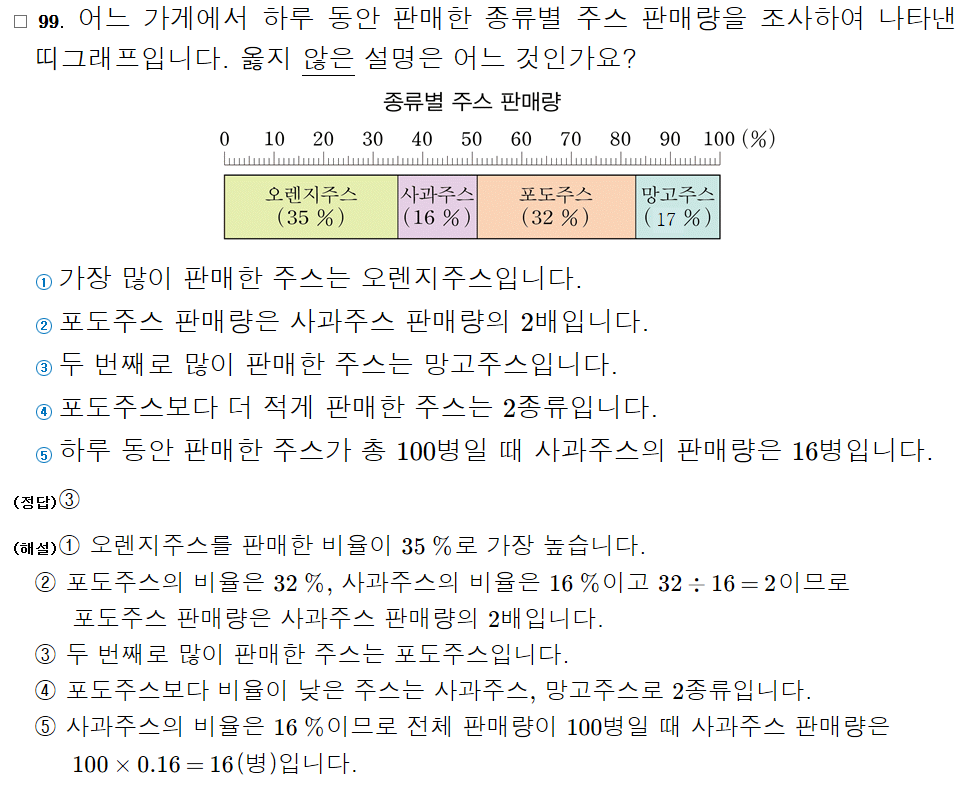 □ 99. 어느 가게에서 하루 동안 판매한 종류별 주스 판매량을 조사하여 나타낸
띠그래프입니다. 옳지 않은 설명은 어느 것인가요?
종류별 주스 판매량
0 10 20 30 40 50 60 70 80 90 100 (%)
오렌지주스 사과주스 포도주스 망고주스
(35 %) (16 %) (32 %) (17 %)
① 가장 많이 판매한 주스는 오렌지주스입니다.
② 포도주스 판매량은 사과주스 판매량의 2배입니다.
③ 두 번째로 많이 판매한 주스는 망고주스입니다.
④ 포도주스보다 더 적게 판매한 주스는 2종류입니다.
⑤ 하루 동안 판매한 주스가 총 100병일 때 사과주스의 판매량은 16병입니다.
(정답)③
(해설)① 오렌지주스를 판매한 비율이 35 %로 가장 높습니다.
② 포도주스의 비율은 32 %, 사과주스의 비율은 16 %이고 32 ÷ 16 = 2이므로
포도주스 판매량은 사과주스 판매량의 2배입니다.
③ 두 번째로 많이 판매한 주스는 포도주스입니다.
④ 포도주스보다 비율이 낮은 주스는 사과주스, 망고주스로 2종류입니다.
⑤ 사과주스의 비율은 16 %이므로 전체 판매량이 100병일 때 사과주스 판매량은
100 × 0.16 = 16(병)입니다.